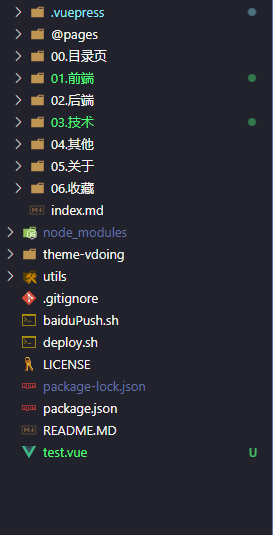 .vuepress
@pages
00.目录页
01.前端
02.后端
03.技术
04.其他
05.关于
06.收藏
index.md
node_modules
theme-vdoing
utils
.gitignore
baiduPush.sh
deploy.sh
LICENSE
package-lock.json
package.json
README.MD
test.vue U